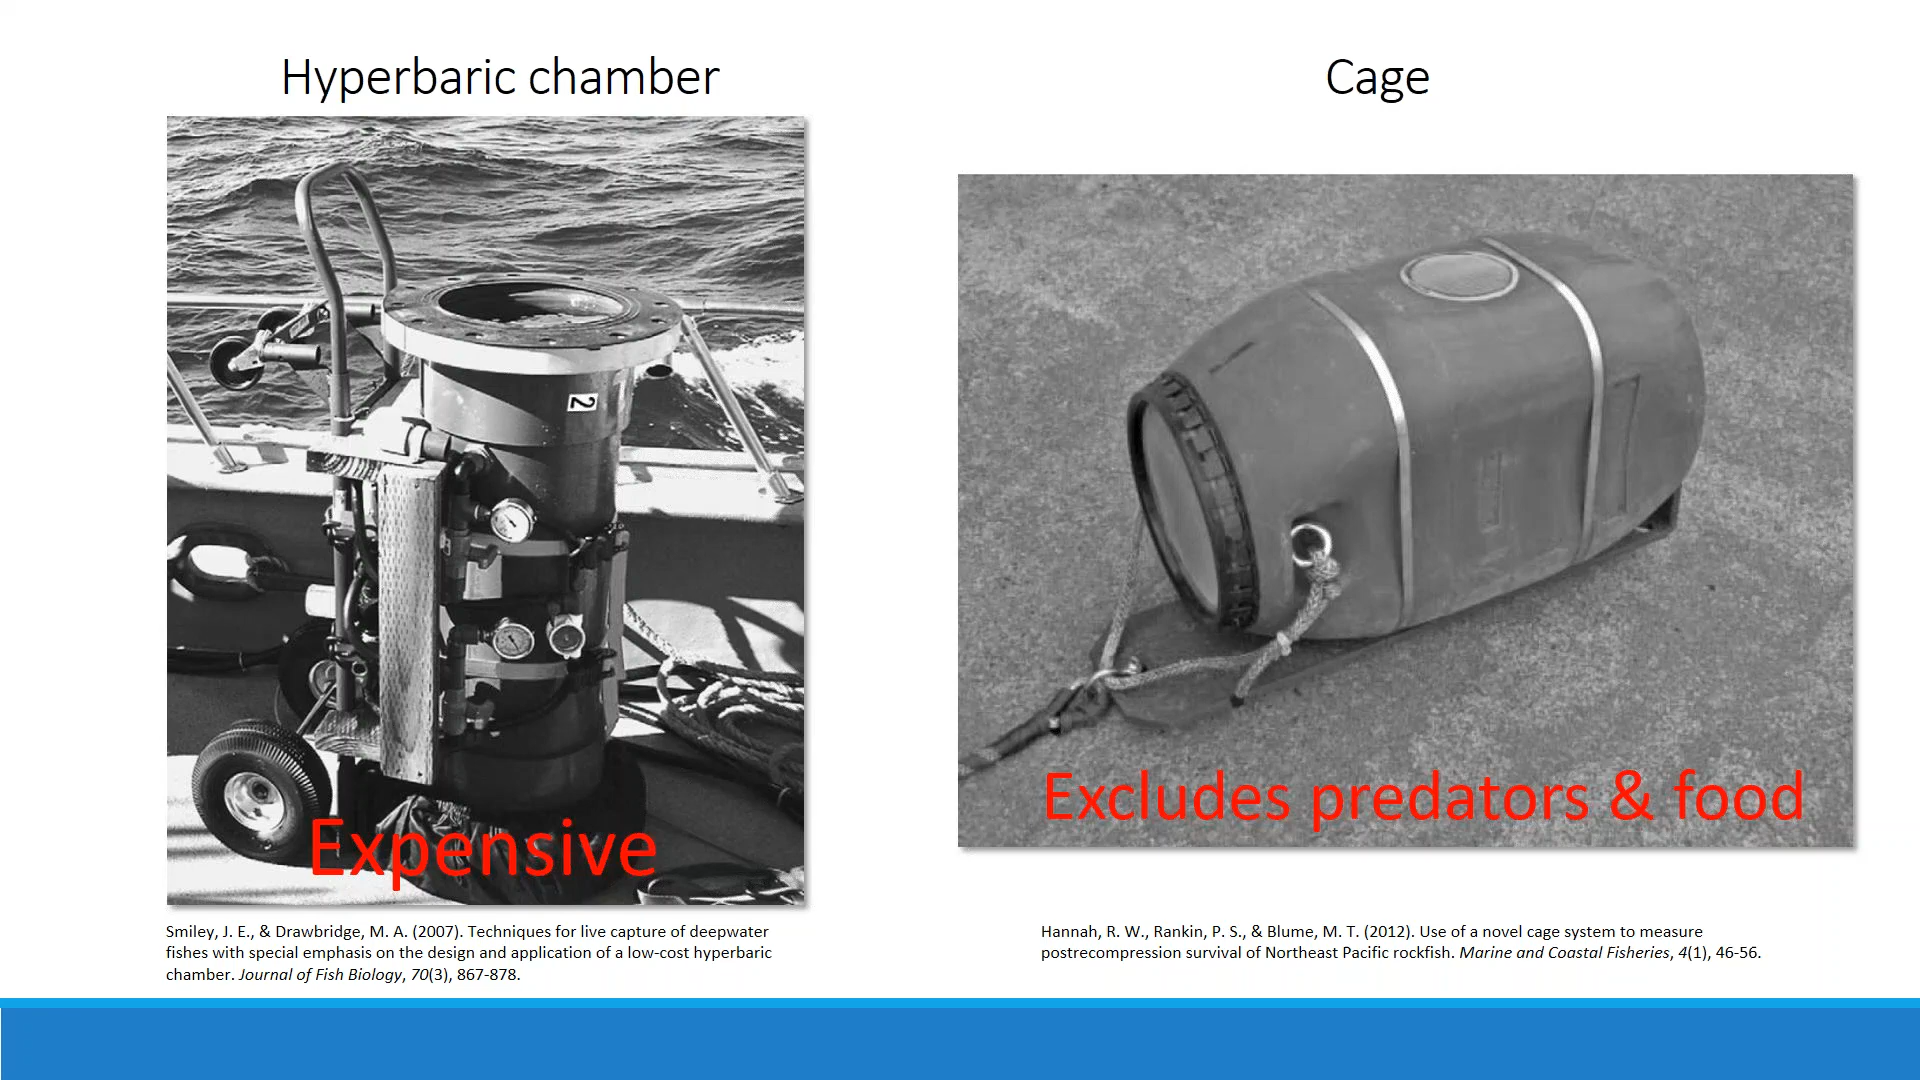 Hyperbaric chamber
2
Expensive
Smiley, J. E., & Drawbridge, M. A. (2007). Techniques for live capture of deepwater
fishes with special emphasis on the design and application of a low-cost hyperbaric
chamber. Journal of Fish Biology, 70(3), 867-878.
Cage
Excludes predators & food
Hannah, R. W., Rankin, P. S., & Blume, M. T. (2012). Use of a novel cage system to measure
postrecompression survival of Northeast Pacific rockfish. Marine and Coastal Fisheries, 4(1), 46-56.